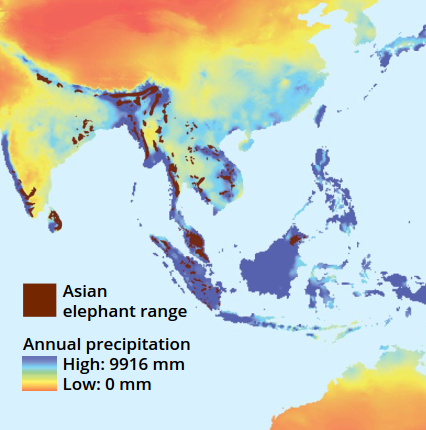 Asian
elephant range
Annual precipitation
High: 9916 mm
Low: 0 mm